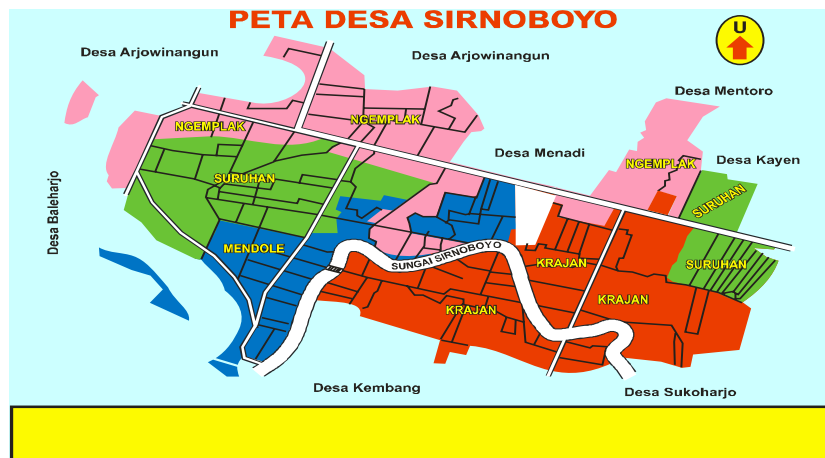 PETA DESA SIRNOBOYO
U
Desa Arjowinangun
Desa Arjowinangun
Desa Mentoro
NGEMPLAK
NGEMPLAK
Desa Menadi
NGEMPLAK
Desa Kayen
SURUHAN
SURUHAN
Desa Baleharjo
MENDOLE
SUNGAI SIRNOBOYO
KRAJAN
SURUHAN
KRAJAN
KRAJAN
Desa Kembang
Desa Sukoharjo